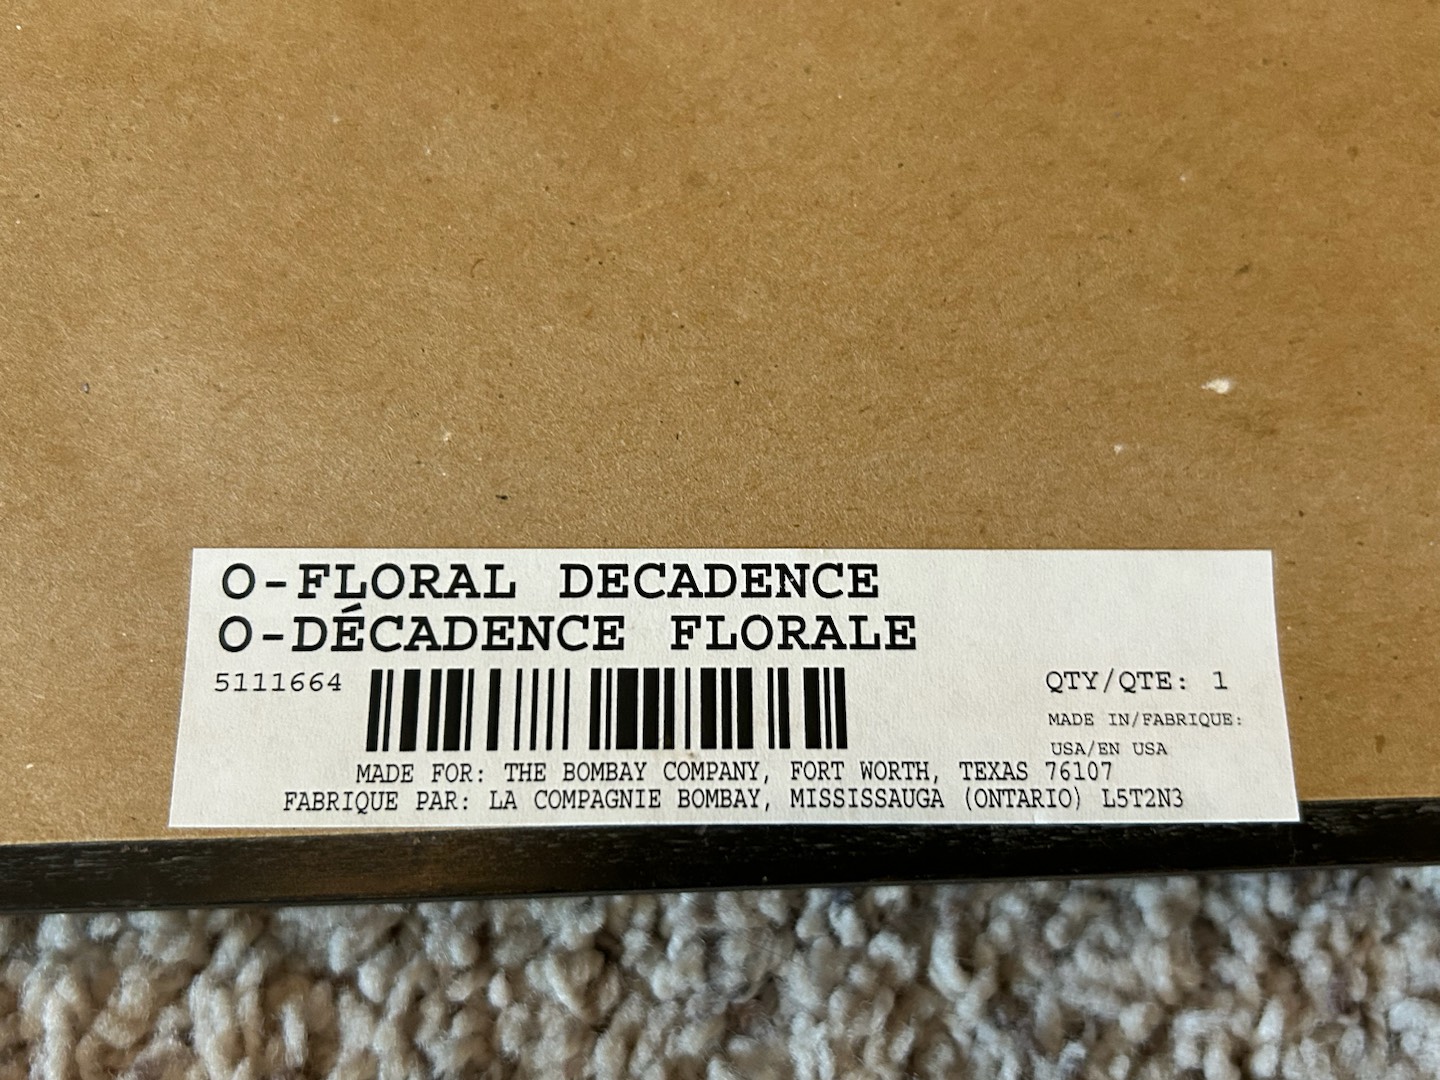 O-FLORAL DECADENCE
O-DÉCADENCE FLORALE
5111664
QTY/QTE: 1
MADE IN/FABRIQUE:
USA/EN USA
MADE FOR: THE BOMBAY COMPANY, FORT WORTH, TEXAS 76107
FABRIQUE PAR: LA COMPAGNIE BOMBAY, MISSISSAUGA (ONTARIO) L5T2N3